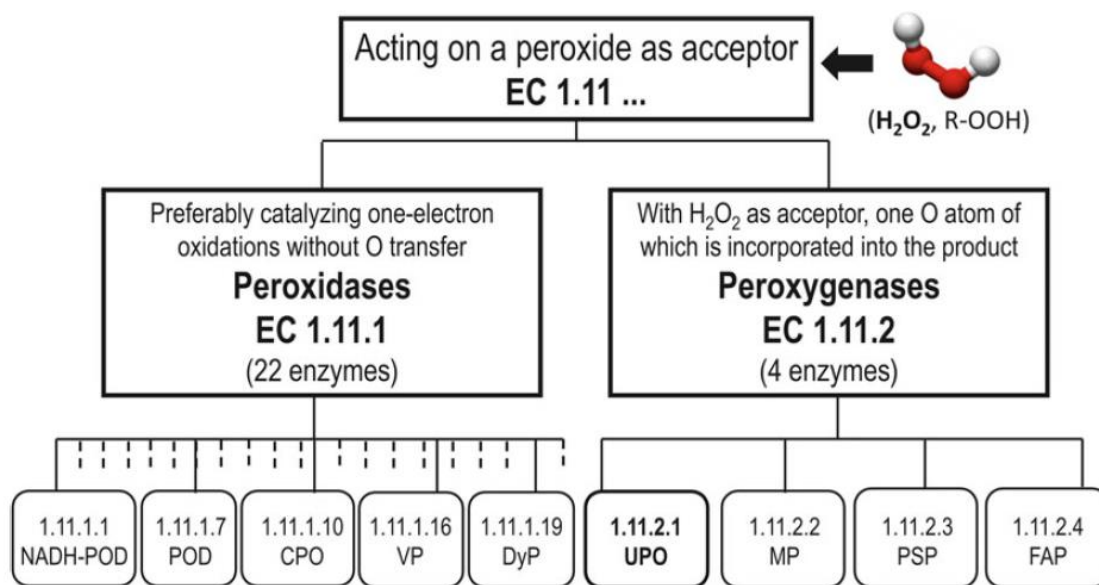 Acting on a peroxide as acceptor
EC 1.11 ...
(H₂O₂, R-OOH)
Preferably catalyzing one-electron
oxidations without O transfer
Peroxidases
EC 1.11.1
(22 enzymes)
With H₂O₂ as acceptor, one O atom of
which is incorporated into the product
Peroxygenases
EC 1.11.2
(4 enzymes)
1.11.1.1
NADH-POD
1.11.1.7
POD
1.11.1.10
CPO
1.11.1.16
VP
1.11.1.19
DyP
1.11.2.1
UPO
1.11.2.2
MP
1.11.2.3
PSP
1.11.2.4
FAP